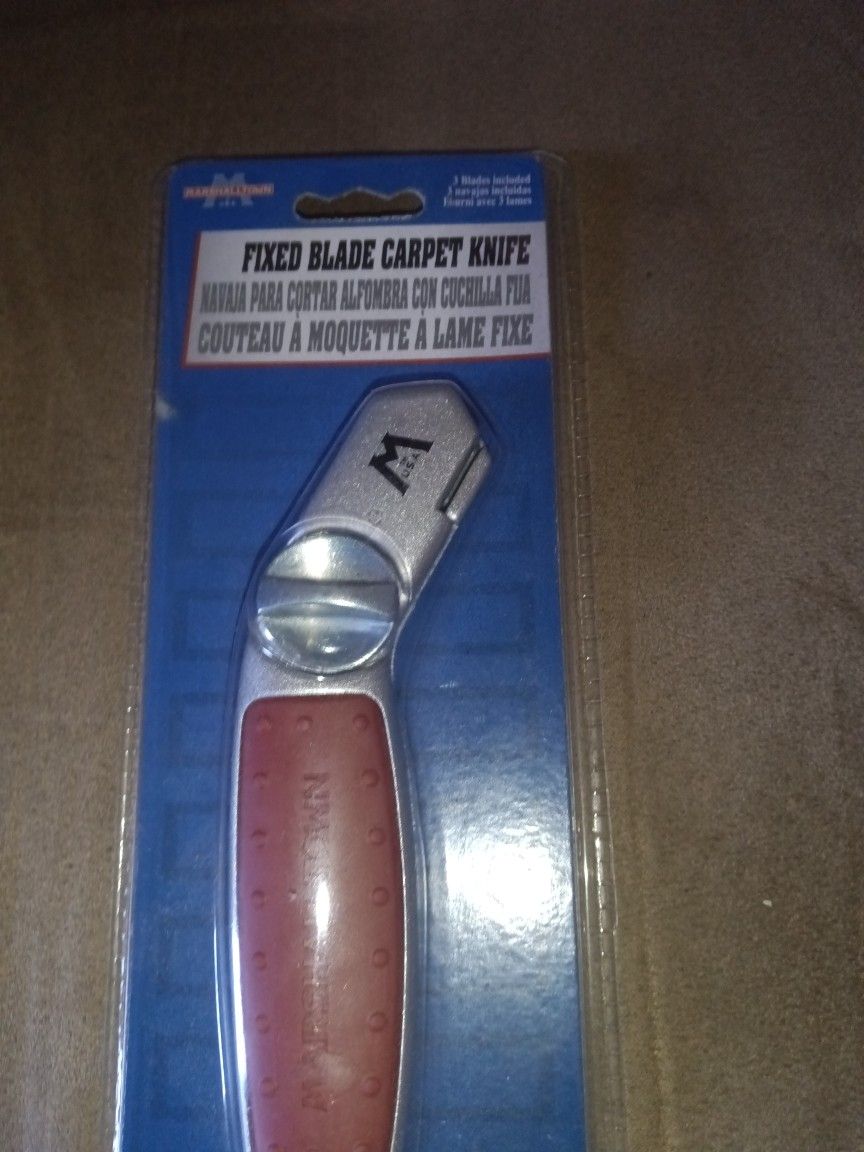 MARSHALLTOWN
USA
3 Blades included
3 navajas incluidas
Fourni avec 3 lames
FIXED BLADE CARPET KNIFE
NAVAJA PARA CORTAR ALFOMBRA CON CUCHILLA FIJA
COUTEAU À MOQUETTE À LAME FIXE
M
USA
MARSHALLTOWN